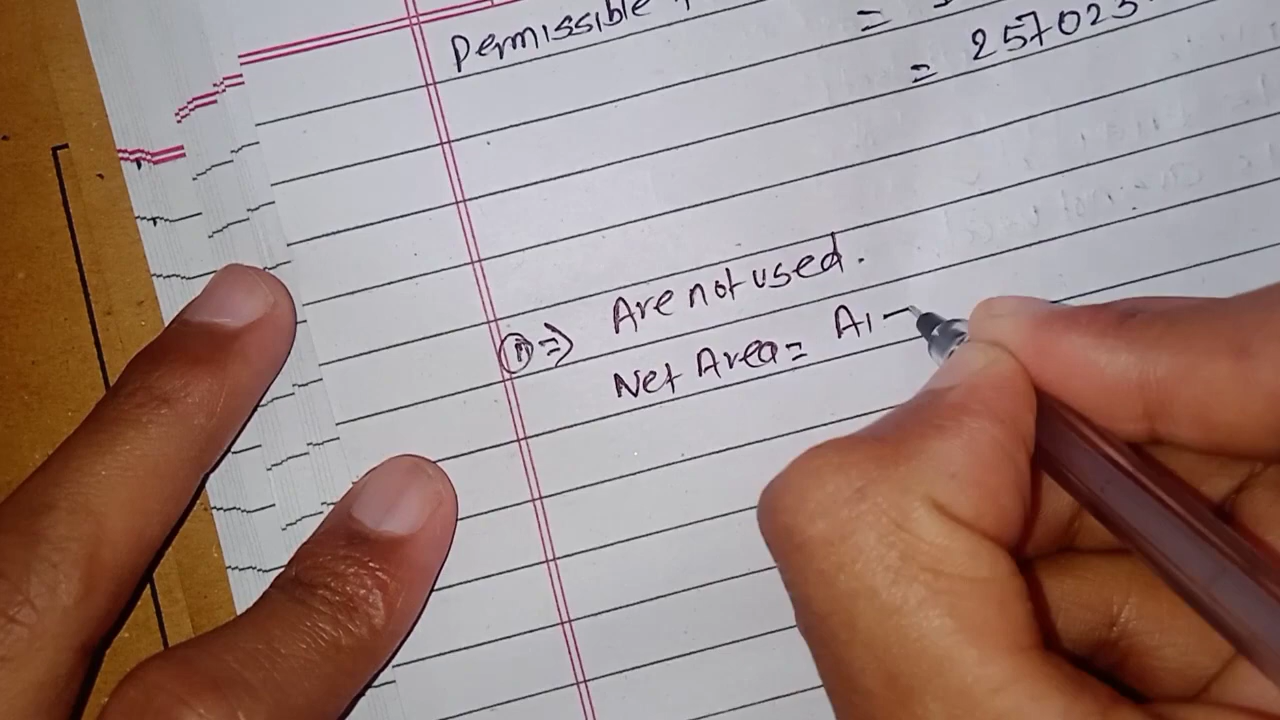 Permissible
=
= 257023
Are not used.
⇒
Net Area = A1 –